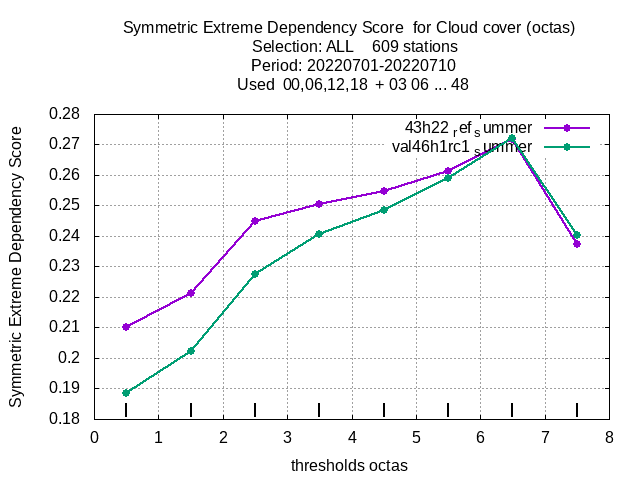 Symmetric Extreme Dependency Score  for Cloud cover (octas)
Selection: ALL    609 stations
Period: 20220701-20220710
Used  00,06,12,18  + 03 06 ... 48
Symmetric Extreme Dependency Score
0.28
0.27
0.26
0.25
0.24
0.23
0.22
0.21
0.2
0.19
0.18
43h22 ref summer
val46h1rc1 summer
0 1 2 3 4 5 6 7 8
thresholds octas